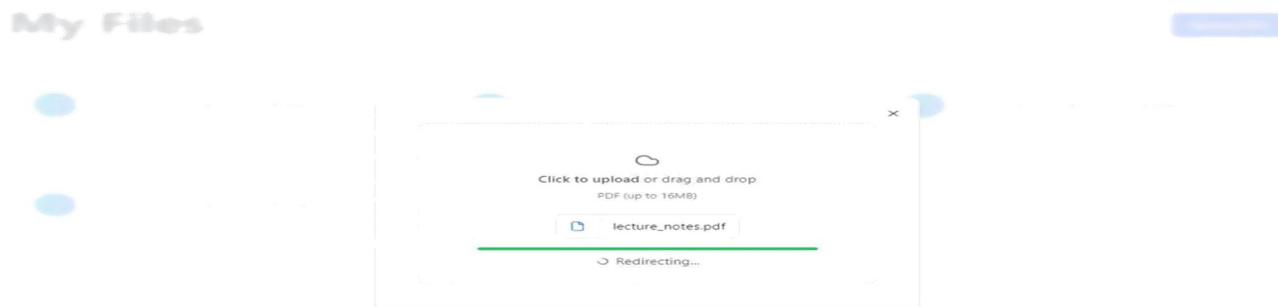 My Files
Click to upload or drag and drop
PDF (up to 16MB)
lecture_notes.pdf
Redirecting...